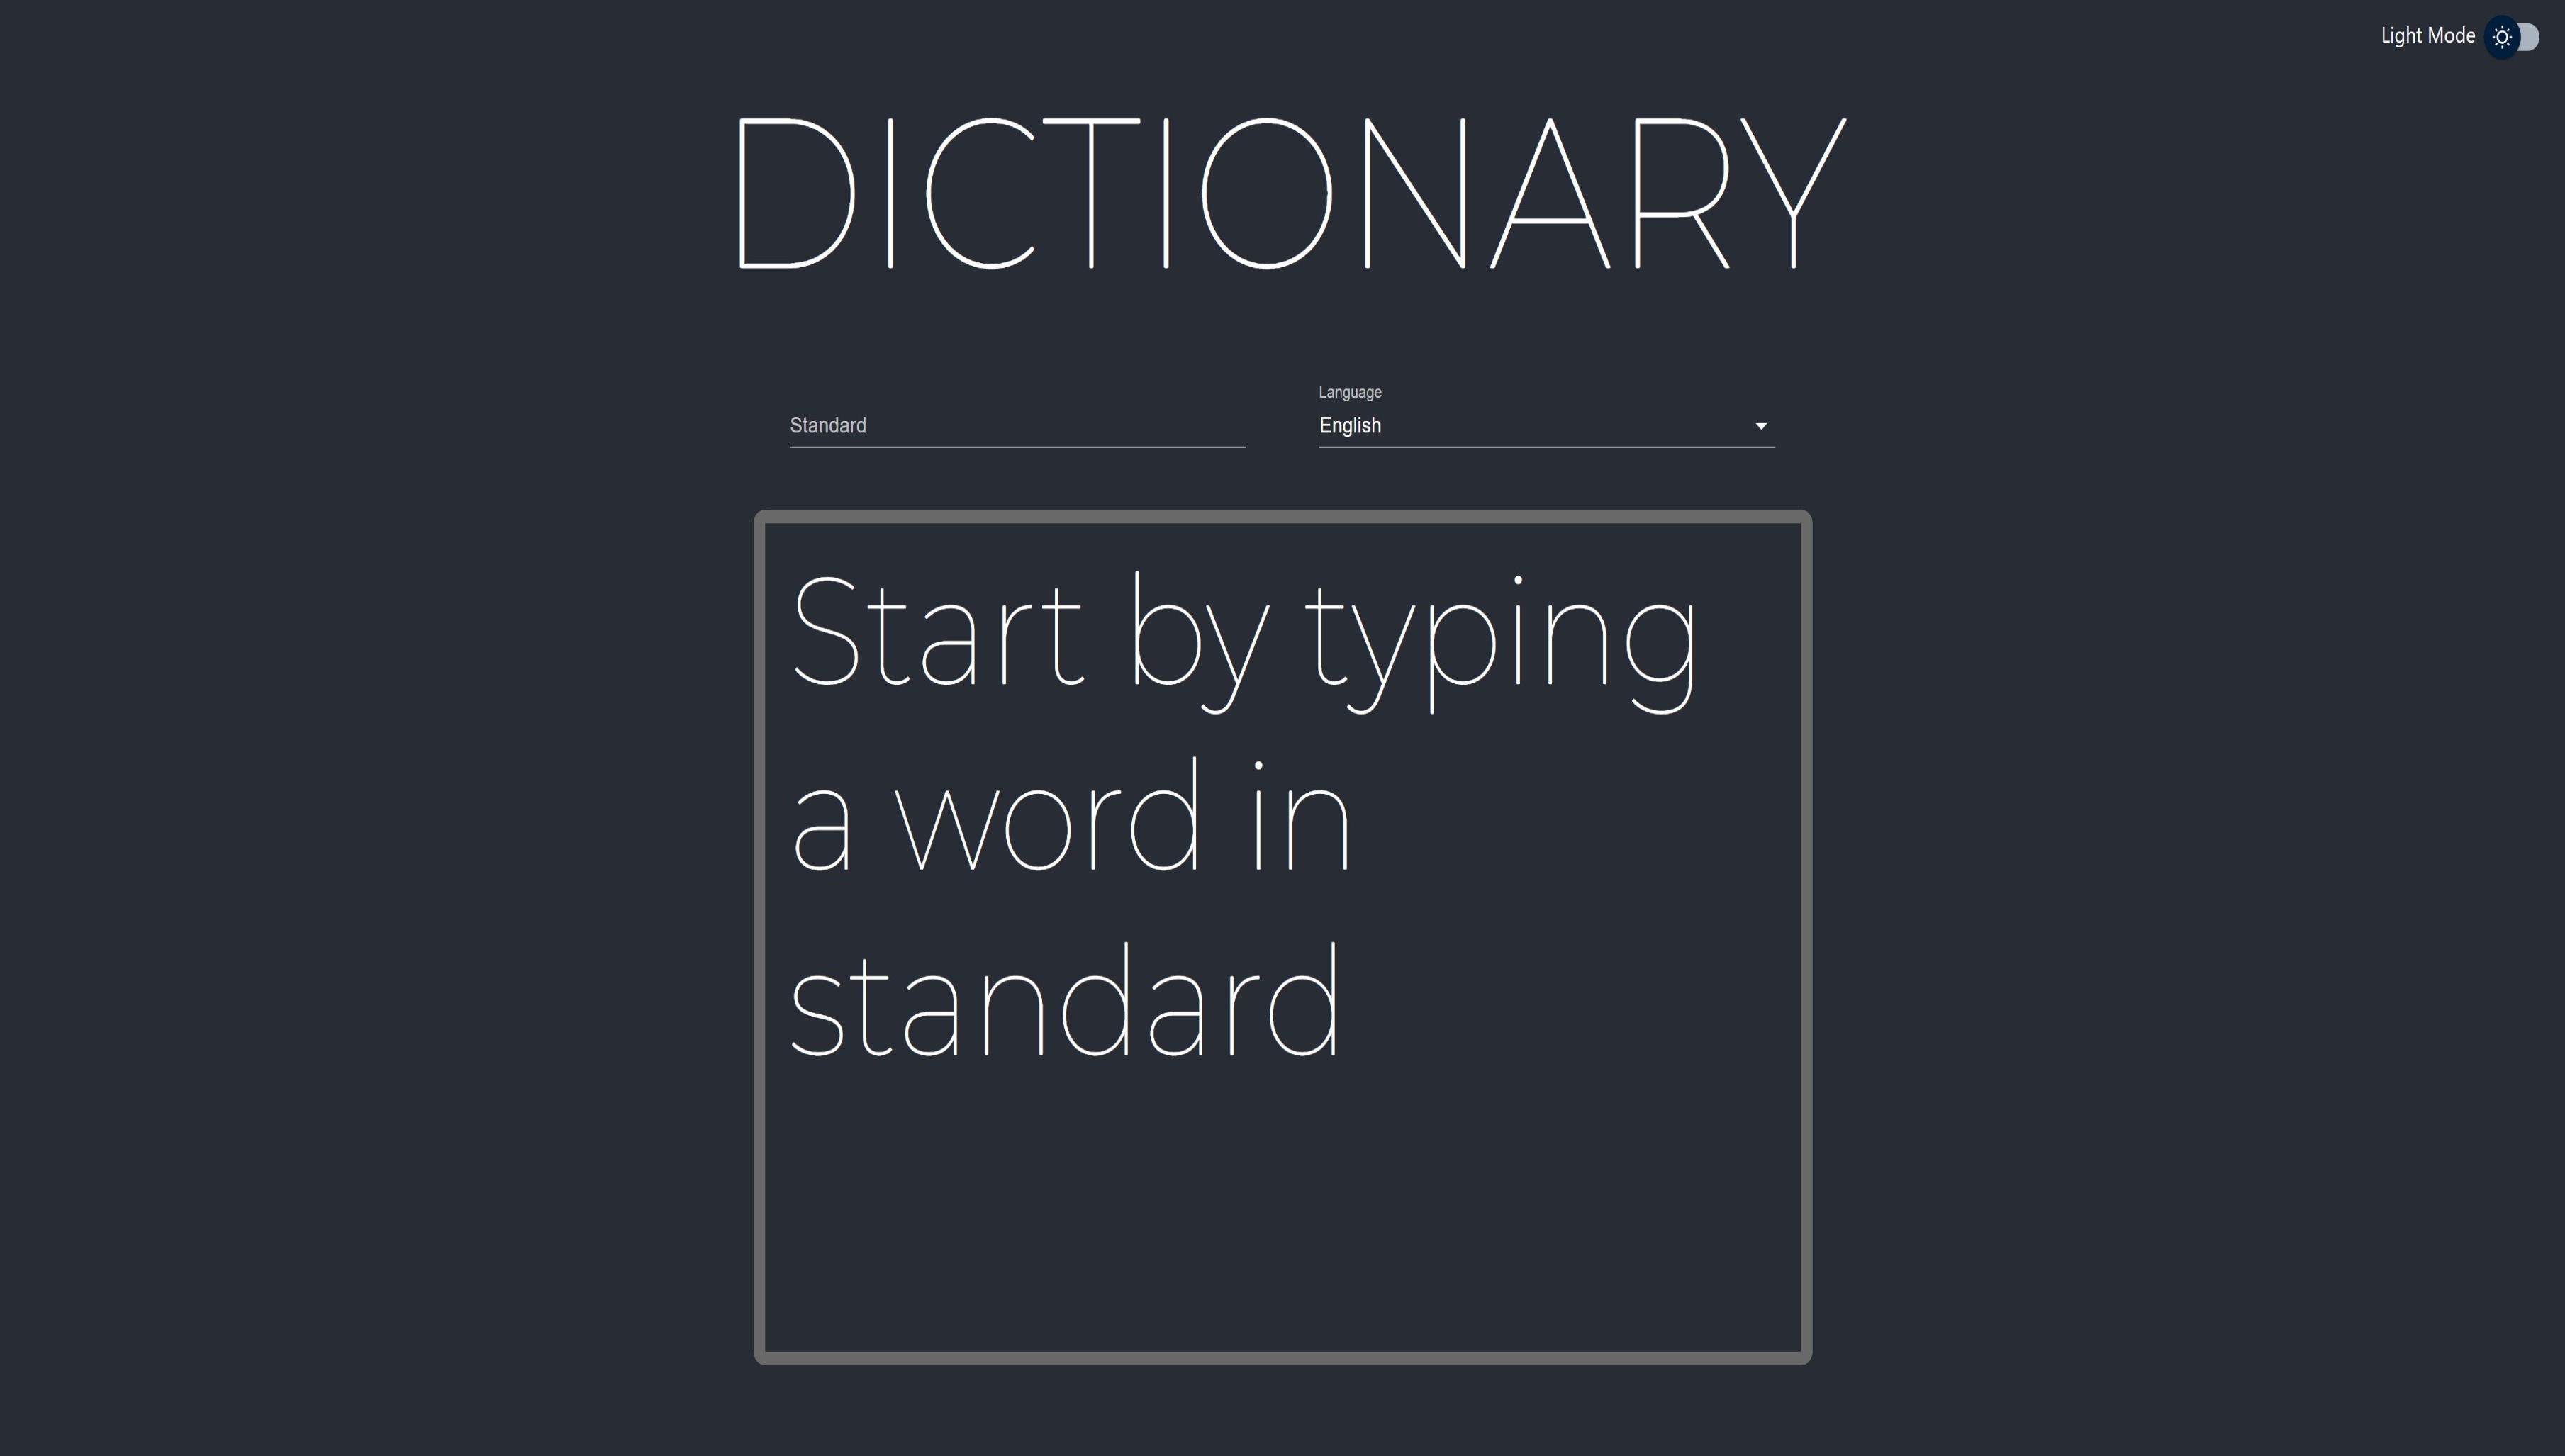 Light Mode
DICTIONARY
Language
Standard
English
Start by typing
a word in
standard